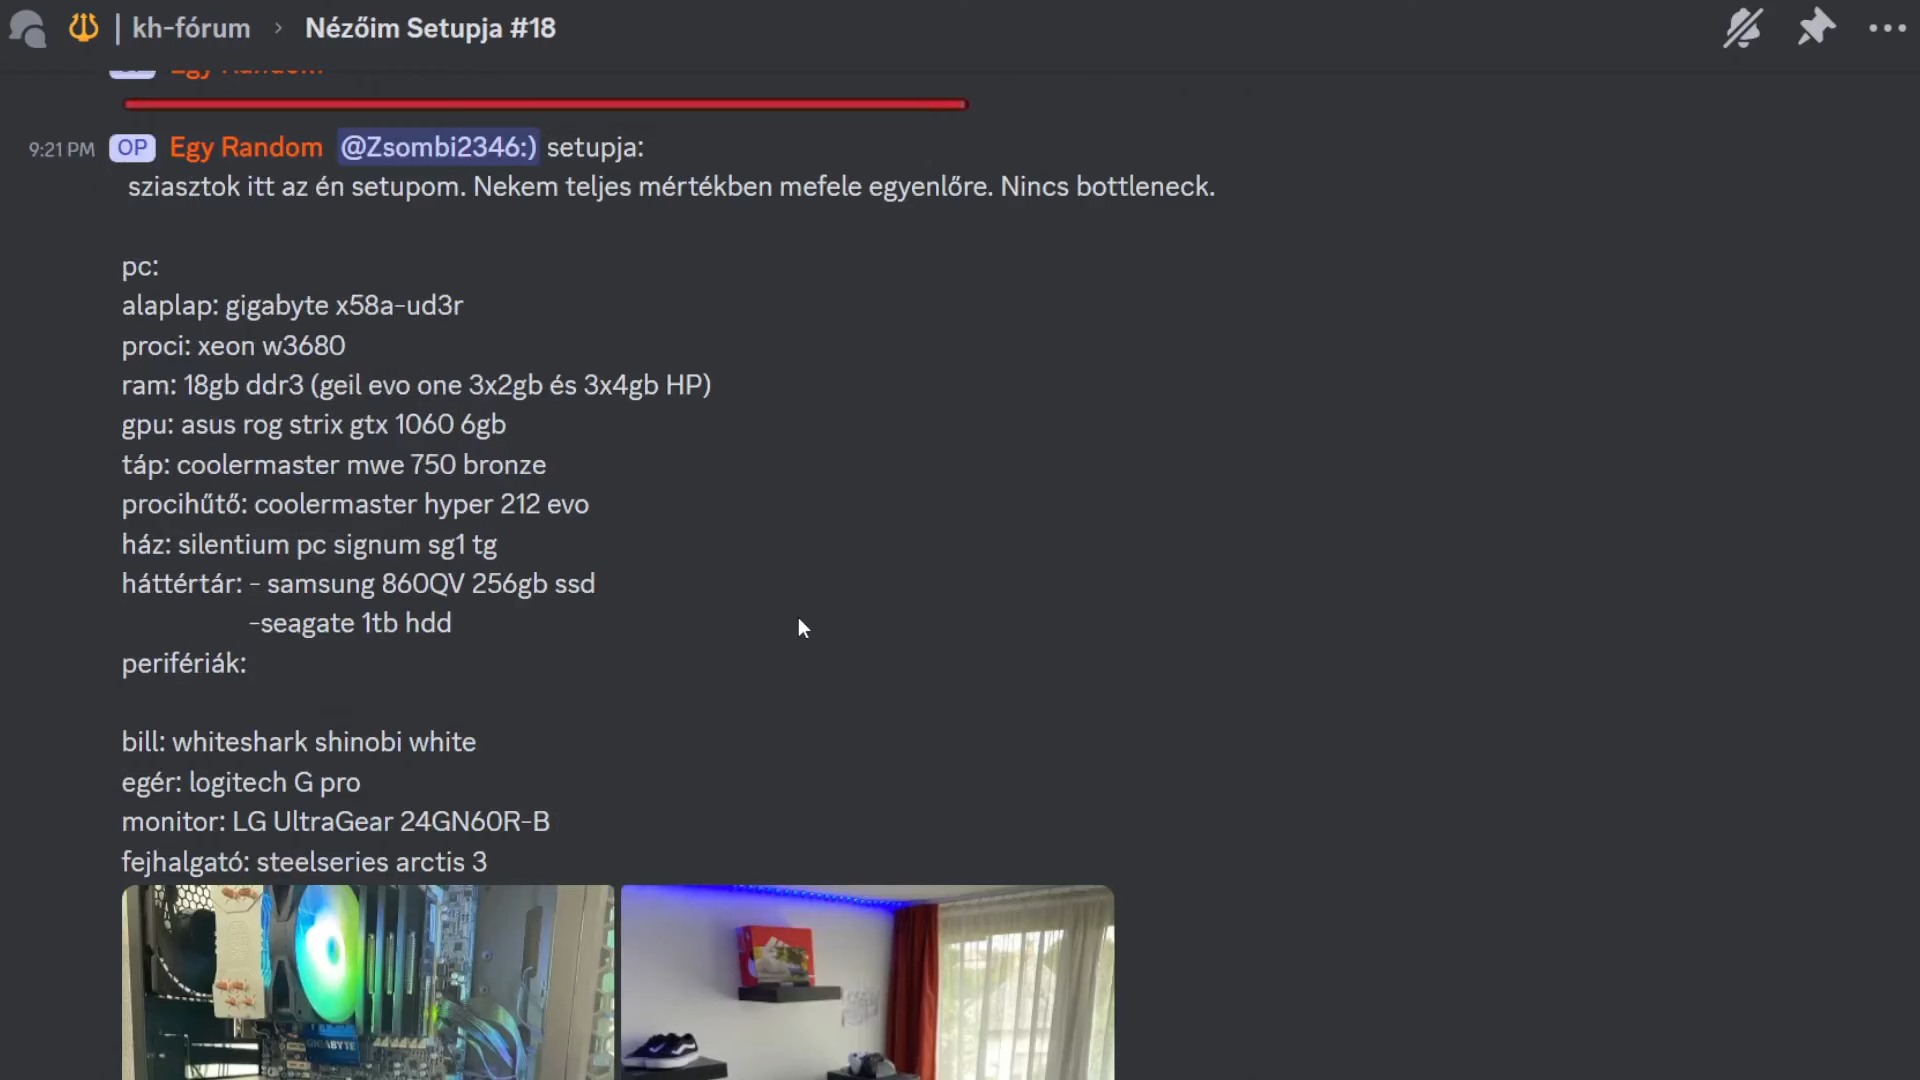 kh-fórum › Nézőim Setupja #18
Egy Random
9:21 PM OP Egy Random @Zsombi2346:) setupja:
sziasztok itt az én setupom. Nekem teljes mértékben mefele egyenlőre. Nincs bottleneck.
pc:
alaplap: gigabyte x58a-ud3r
proci: xeon w3680
ram: 18gb ddr3 (geil evo one 3x2gb és 3x4gb HP)
gpu: asus rog strix gtx 1060 6gb
táp: coolermaster mwe 750 bronze
procihűtő: coolermaster hyper 212 evo
ház: silentium pc signum sg1 tg
háttértár: - samsung 860QV 256gb ssd
-seagate 1tb hdd
perifériák:
bill: whiteshark shinobi white
egér: logitech G pro
monitor: LG UltraGear 24GN60R-B
fejhalgató: steelseries arctis 3
GIGABYTE